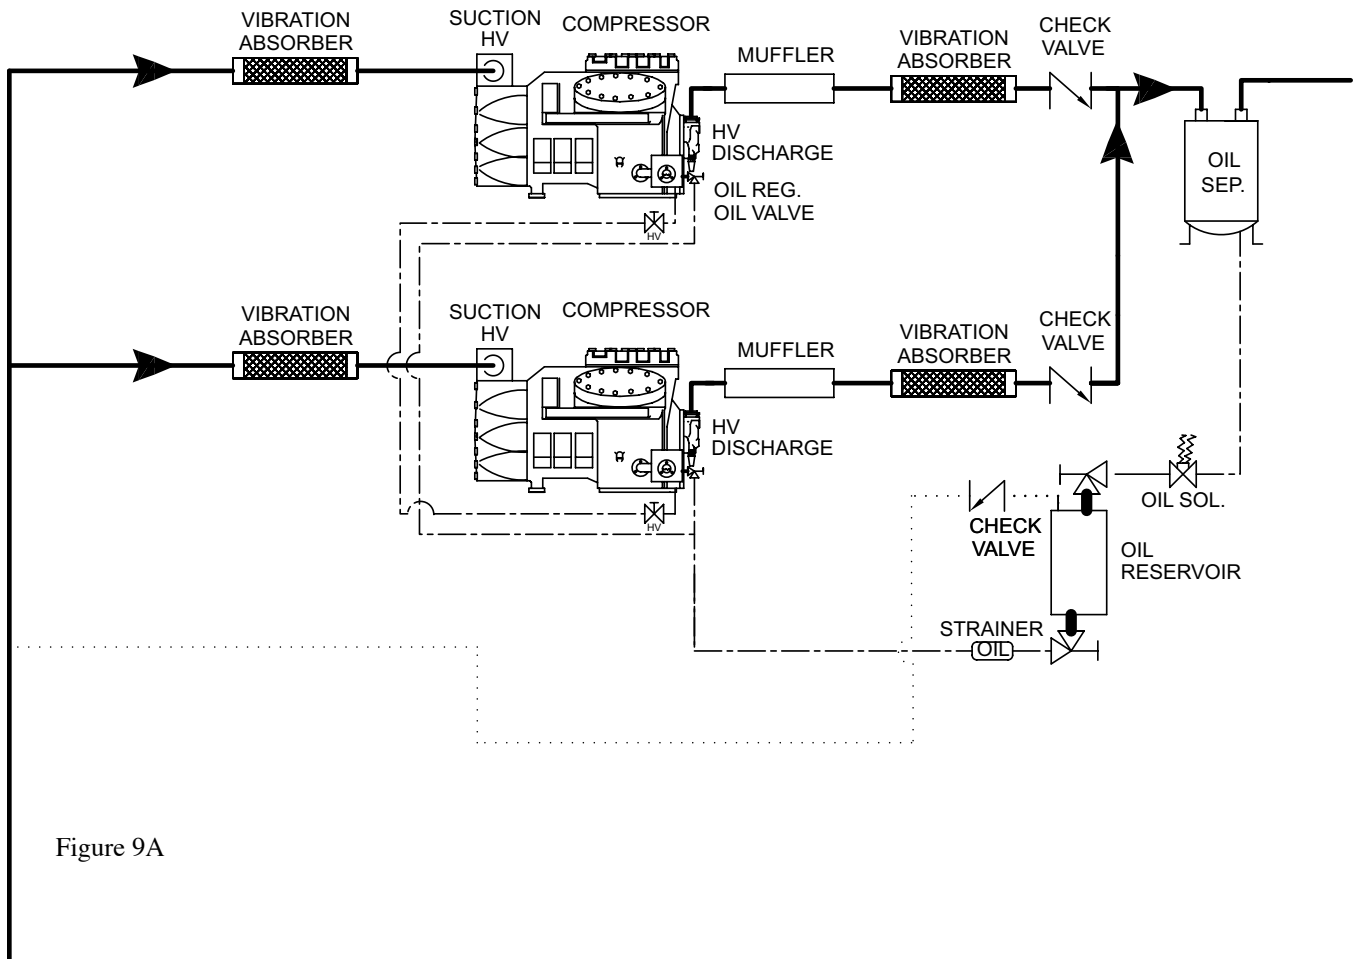 VIBRATION
ABSORBER
SUCTION
HV
COMPRESSOR
MUFFLER
VIBRATION
ABSORBER
CHECK
VALVE
HV
DISCHARGE
OIL REG.
OIL VALVE
HV
OIL
SEP.
VIBRATION
ABSORBER
SUCTION
HV
COMPRESSOR
MUFFLER
VIBRATION
ABSORBER
CHECK
VALVE
HV
DISCHARGE
HV
OIL SOL.
CHECK
VALVE
OIL
RESERVOIR
STRAINER
OIL
Figure 9A